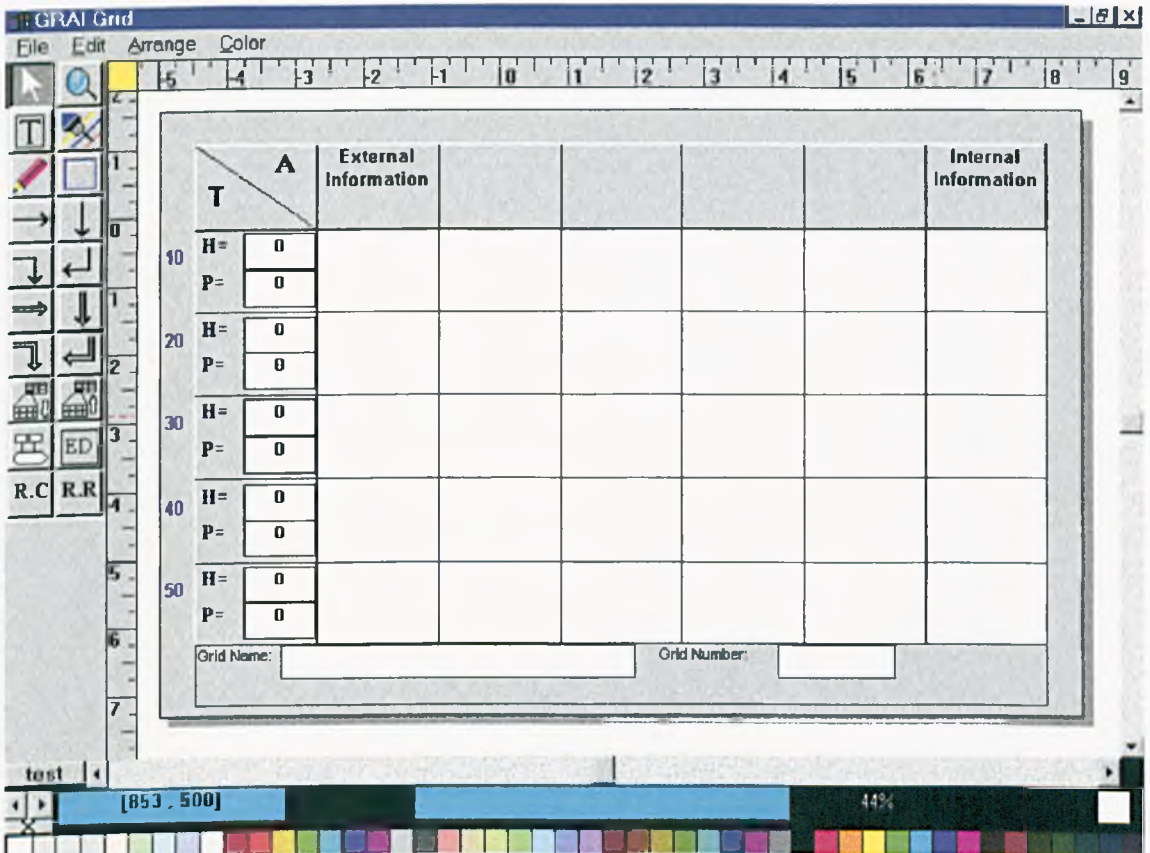 GRAI Grid
File Edit Arrange Color
-5 -4 -3 -2 -1 0 1 2 3 4 5 6 7 8 9
T
A External Information Internal Information
10 H= 0
P= 0
20 H= 0
P= 0
30 H= 0
P= 0
40 H= 0
P= 0
50 H= 0
P= 0
Grid Name: Grid Number:
1
0
1
2
3
4
5
6
7
T
ED
R.C R.R
test
[853 , 500] 44%